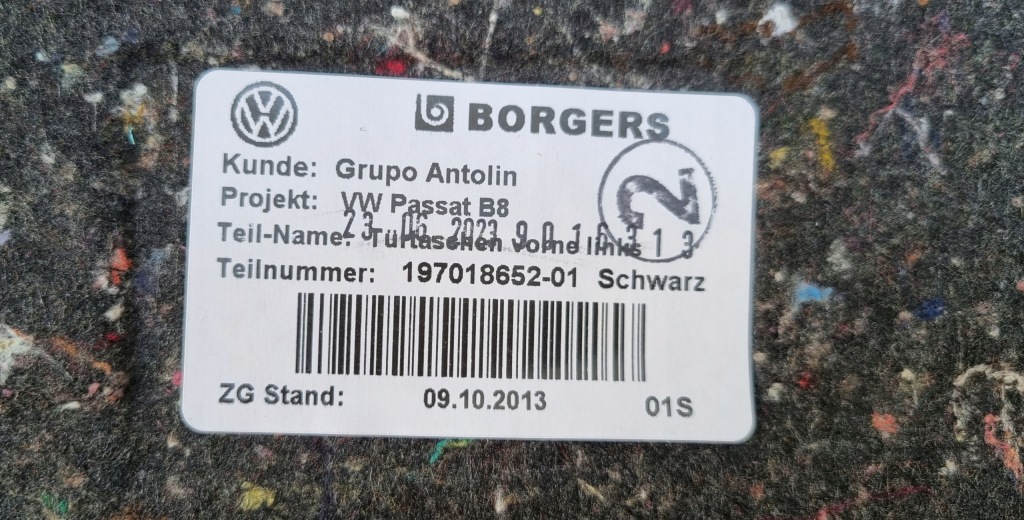 BORGERS
Kunde: Grupo Antolin
Projekt: VW Passat B8
23 05 2023 9016213
Teil-Name: Türtaschen vorne links
Teilnummer: 197018652-01 Schwarz
ZG Stand: 09.10.2013 01S
2